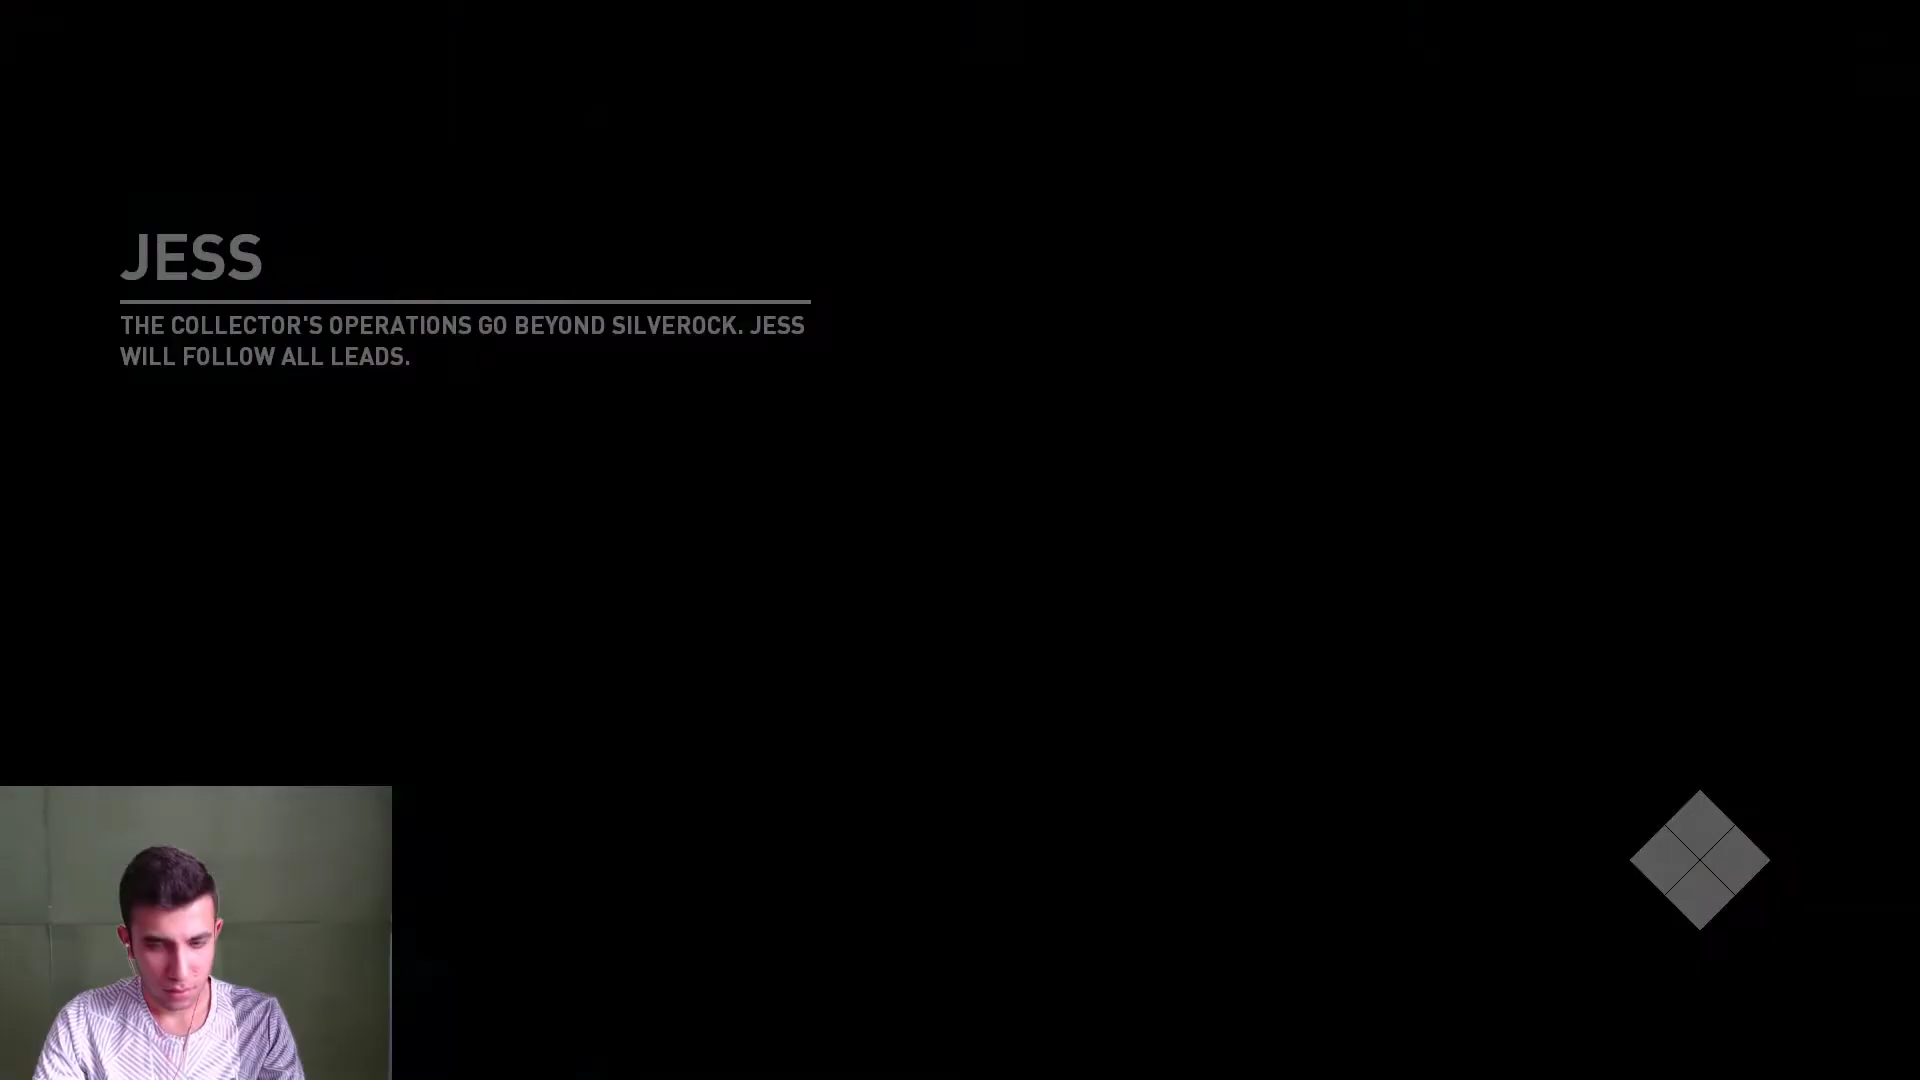 JESS
THE COLLECTOR'S OPERATIONS GO BEYOND SILVEROCK. JESS
WILL FOLLOW ALL LEADS.